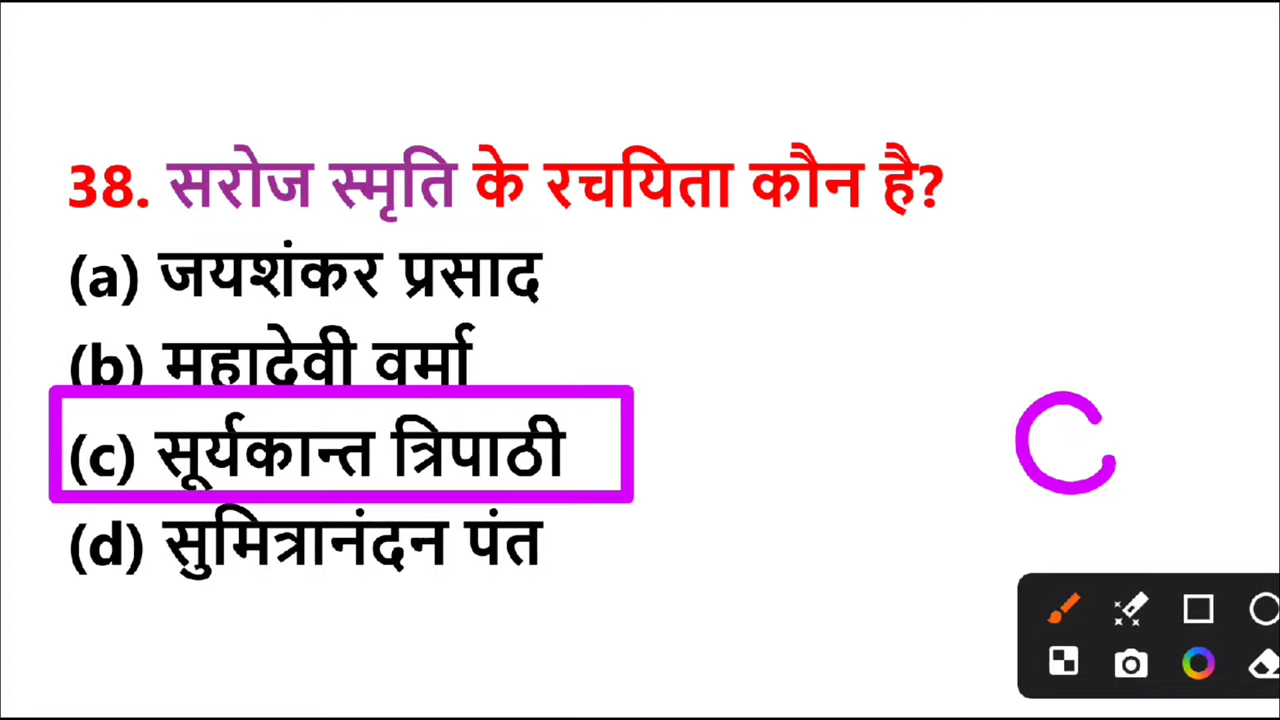 38. सरोज स्मृति के रचयिता कौन है?
(a) जयशंकर प्रसाद
(b) महादेवी वर्मा
(c) सूर्यकान्त त्रिपाठी
C
(d) सुमित्रानंदन पंत